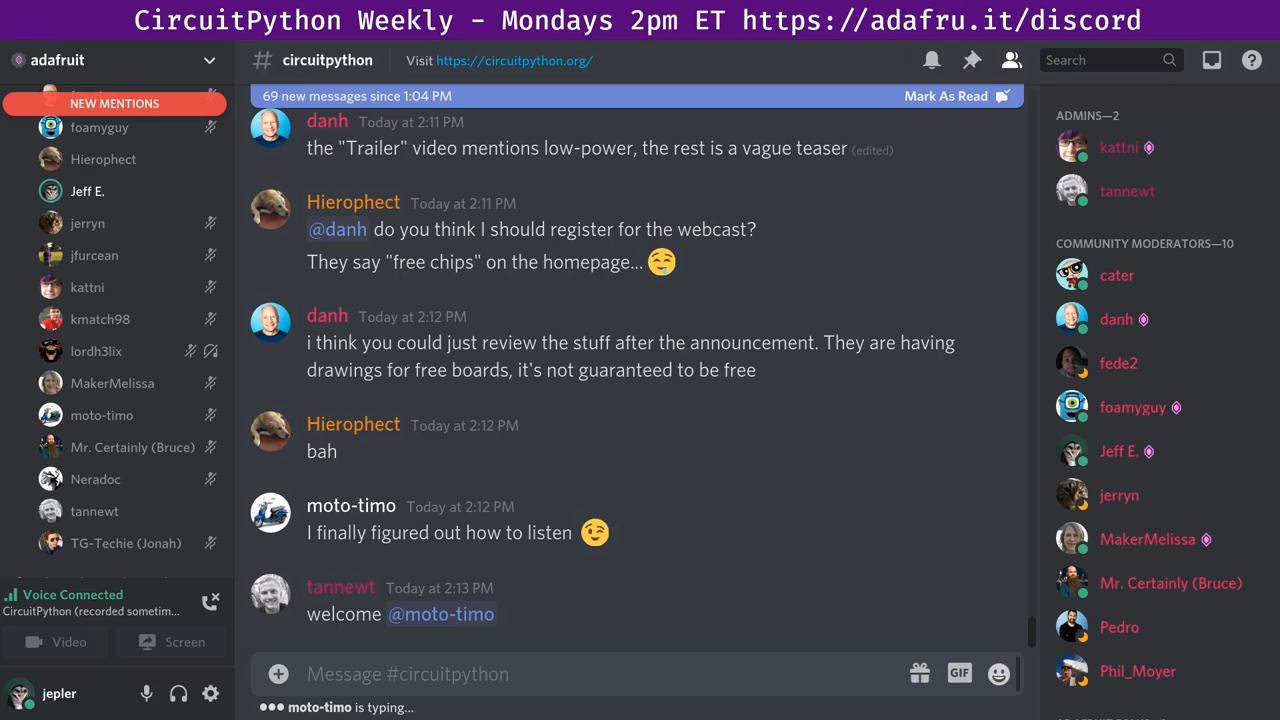 CircuitPython Weekly - Mondays 2pm ET https://adafru.it/discord
adafruit
NEW MENTIONS
foamyguy
Hierophect
Jeff E.
jerryn
jfurcean
kattni
kmatch98
lordh3lix
MakerMelissa
moto-timo
Mr. Certainly (Bruce)
Neradoc
tannewt
TG-Techie (Jonah)
Voice Connected
CircuitPython (recorded sometim...
Video Screen
jepler
# circuitpython Visit https://circuitpython.org/
Search
69 new messages since 1:04 PM Mark As Read
danh Today at 2:11 PM
the "Trailer" video mentions low-power, the rest is a vague teaser (edited)
Hierophect Today at 2:11 PM
@danh do you think I should register for the webcast?
They say "free chips" on the homepage... 🤤
danh Today at 2:12 PM
i think you could just review the stuff after the announcement. They are having
drawings for free boards, it's not guaranteed to be free
Hierophect Today at 2:12 PM
bah
moto-timo Today at 2:12 PM
I finally figured out how to listen 😉
tannewt Today at 2:13 PM
welcome @moto-timo
Message #circuitpython
GIF
moto-timo is typing...
ADMINS—2
kattni
tannewt
COMMUNITY MODERATORS—10
cater
danh
fede2
foamyguy
Jeff E.
jerryn
MakerMelissa
Mr. Certainly (Bruce)
Pedro
Phil_Moyer